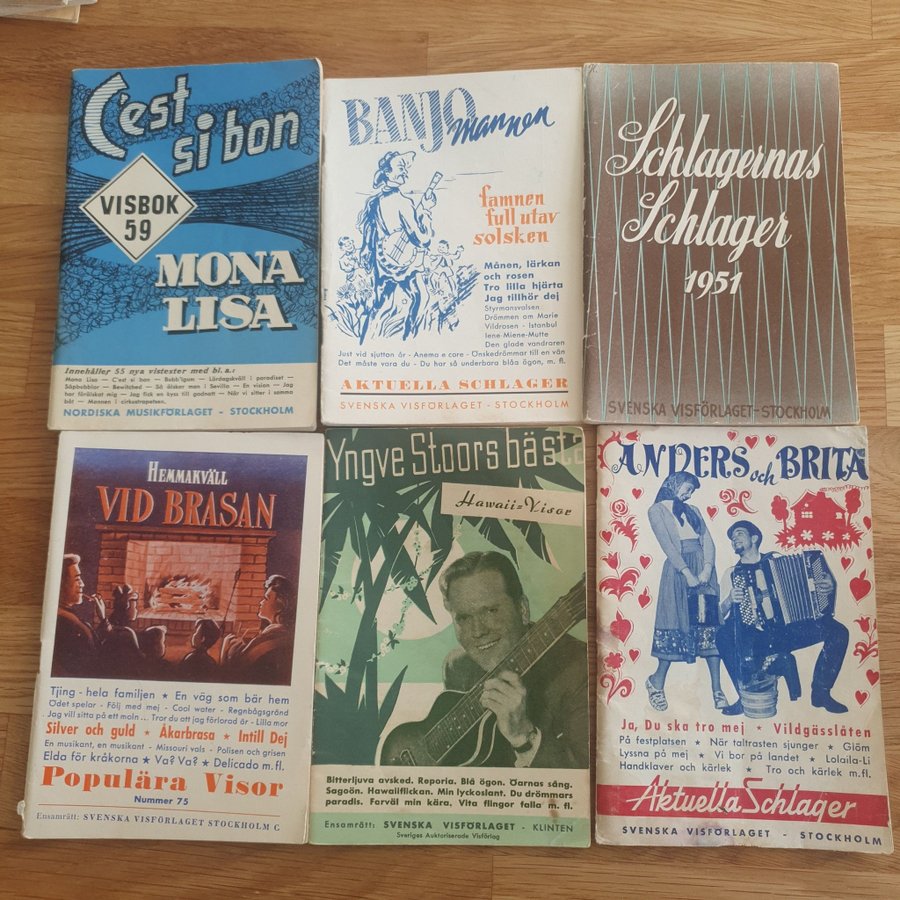 C'est
si bon
VISBOK
59
MONA
LISA
Innehåller 55 nya vistexter med bl. a.:
Mona Lisa — C'est si bon — Bubb'lgum — Lördagskväll i paradiset —
Såpbubblor — Bewitched — Så älskar man i Sevilla — En vision — Jag
har förälskat mig — Jag fick en kyss till godnatt — När vi sitter i samma
båt — Mannen i cirkustrapetsen.
NORDISKA MUSIKFÖRLAGET - STOCKHOLM
BANJO
mannen
famnen
full utav
solsken
Månen, lärkan
och rosen
Tro lilla hjärta
Jag tillhör dej
Styrmansvalsen
Drömmen om Marie
Vildrosen - Istanbul
Iene-Miene-Mutte
Den glade vandraren
Just vid sjutton år - Anema e core - Önskedrömmar till en vän
Det måste vara du - Du har så underbara blåa ögon, m. fl.
AKTUELLA SCHLAGER
SVENSKA VISFÖRLAGET - STOCKHOLM
Schlagernas
Schlager
1951
SVENSKA VISFÖRLAGET-STOCKHOLM
HEMMAKVÄLL
VID BRASAN
Tjing - hela familjen ★ En väg som bär hem
Ödet spelor - Följ med mej - Cool water - Regnbågsgränd
Jag vill sitta på ett moln ... Tror du att jag förlorad är - Lilla mor
Silver och guld ★ Åkarbrasa ★ Intill Dej
En musikant, en musikant - Missouri vals - Polisen och grisen
Elda för kråkorna ★ Va? Va? ★ Delicado m.fl.
Populära Visor
Nummer 75
Ensamrätt: SVENSKA VISFÖRLAGET STOCKHOLM C
Yngve Stoors bästa
Hawaii=Visor
Bitterljuva avsked. Reporia. Blå ögon. Öarnas sång.
Sagoön. Hawaiiflickan. Min lyckoslant. Du drömmars
paradis. Forväl min kära. Vita flingor falla m. fl.
Ensamrätt: SVENSKA VISFÖRLAGET - KLINTEN
Sveriges Auktoriserade Visförlag
ANDERS och BRITA
Ja, Du ska tro mej ★ Vildgässlåten
På festplatsen ★ När taltrasten sjunger ★ Glöm
Lyssna på mej ★ Vi bor på landet ★ Lolaila-Li
Handklaver och kärlek ★ Tro och kärlek m.fl.
Aktuella Schlager
SVENSKA VISFÖRLAGET - STOCKHOLM